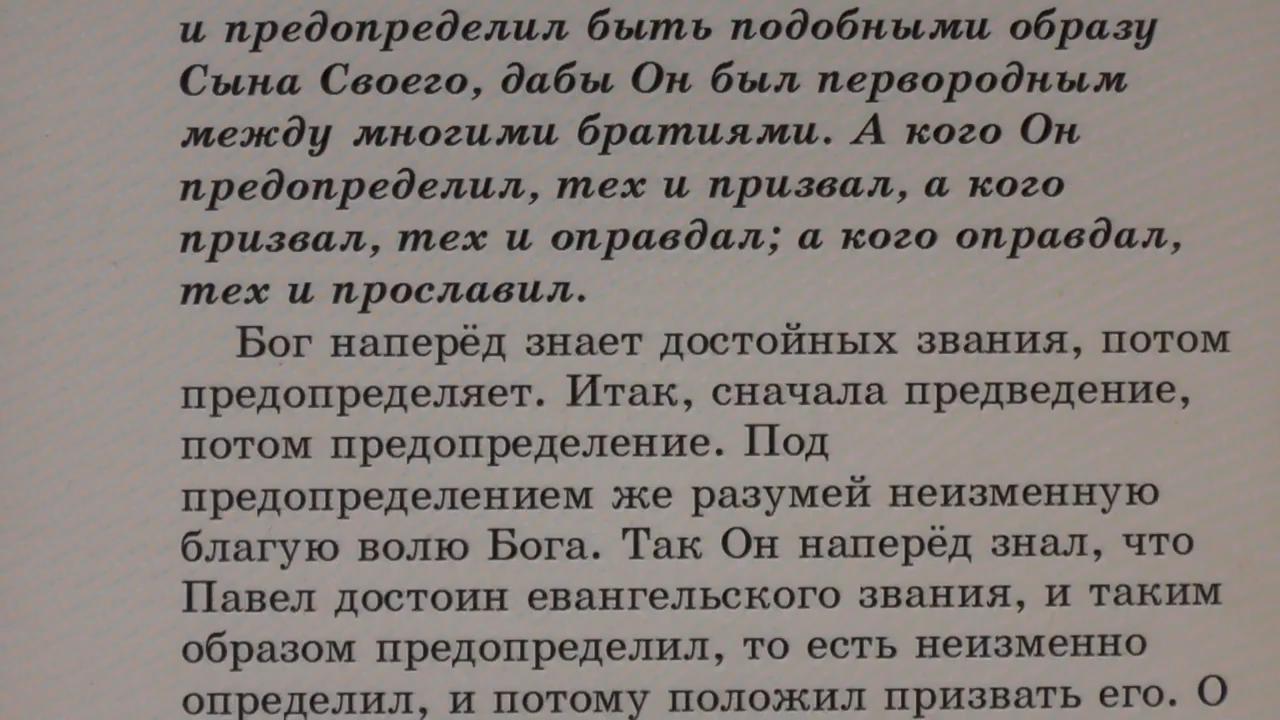 и предопределил быть подобными образу
Сына Своего, дабы Он был первородным
между многими братиями. А кого Он
предопределил, тех и призвал, а кого
призвал, тех и оправдал; а кого оправдал,
тех и прославил.
Бог наперёд знает достойных звания, потом
предопределяет. Итак, сначала предведение,
потом предопределение. Под
предопределением же разумей неизменную
благую волю Бога. Так Он наперёд знал, что
Павел достоин евангельского звания, и таким
образом предопределил, то есть неизменно
определил, и потому положил призвать его. О